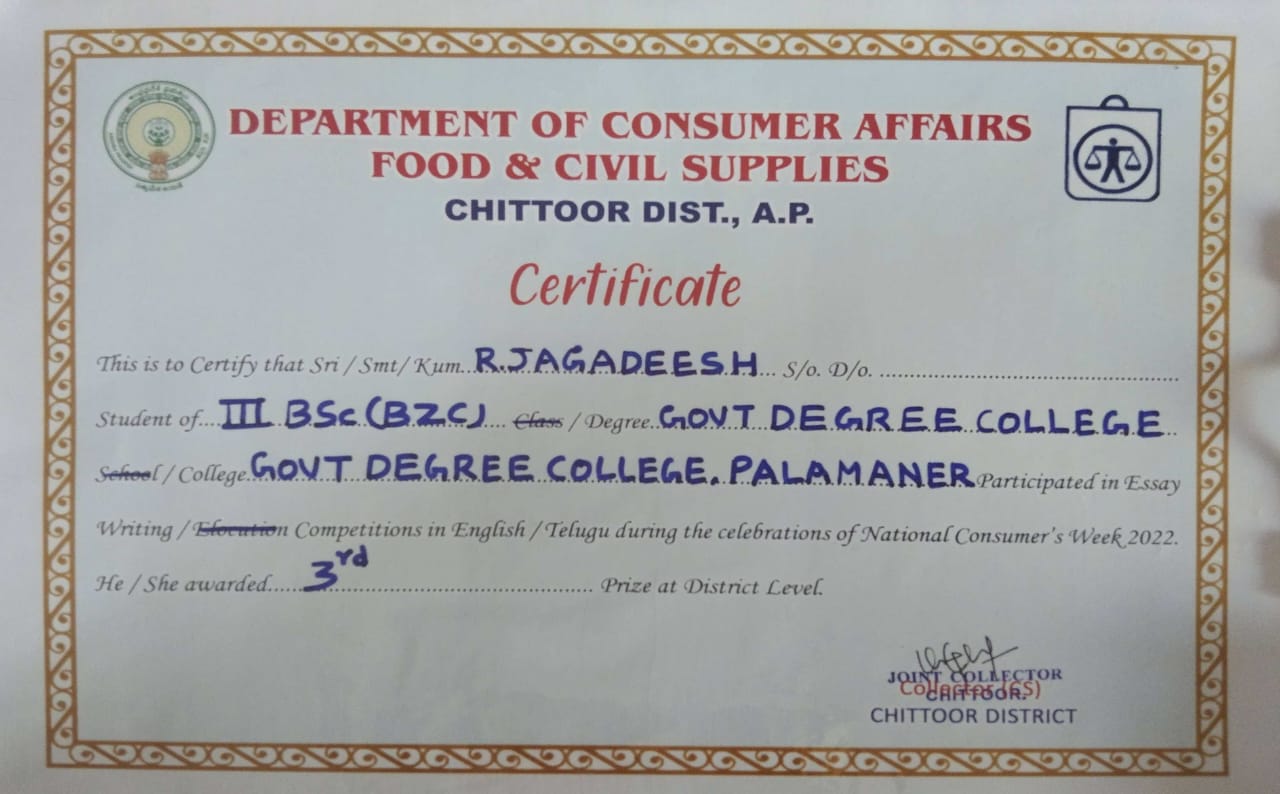 DEPARTMENT OF CONSUMER AFFAIRS
FOOD & CIVIL SUPPLIES
CHITTOOR DIST., A.P.
Certificate
This is to Certify that Sri / Smt/ Kum...R.JAGADEESH.... S/o. D/o. ..................................................
Student of....III BSc (BZC).... Class / Degree..GOVT DEGREE COLLEGE..
School / College.GOVT DEGREE COLLEGE. PALAMANER Participated in Essay
Writing / Elocution Competitions in English / Telugu during the celebrations of National Consumer's Week 2022.
He / She awarded......3rd............................................ Prize at District Level.
JOINT COLLECTOR
Collector (CS)
CHITTOOR.
CHITTOOR DISTRICT